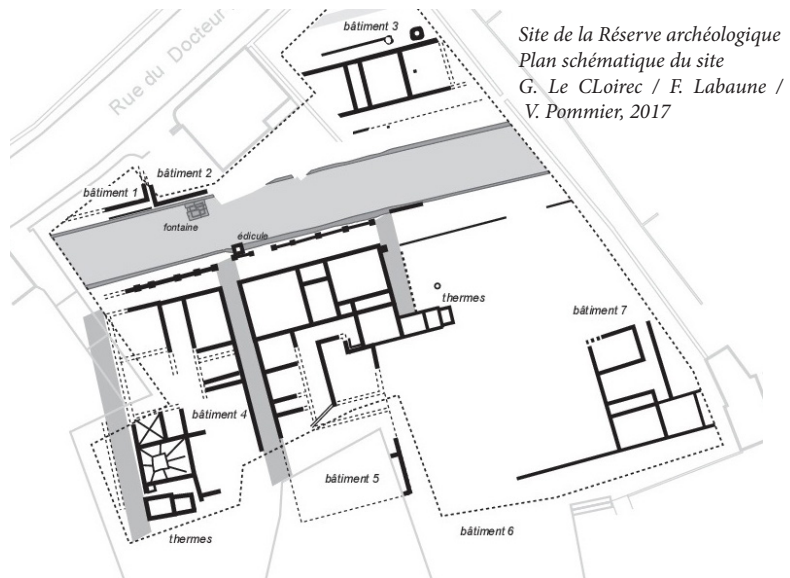 bâtiment 3
Site de la Réserve archéologique
Plan schématique du site
G. Le CLoirec / F. Labaune /
V. Pommier, 2017
Rue du Docteur
bâtiment 2
bâtiment 1
fontaine
édicule
thermes
bâtiment 7
bâtiment 4
bâtiment 5
bâtiment 6
thermes